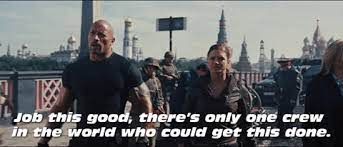 Job this good, there's only one crew
in the world who could get this done.